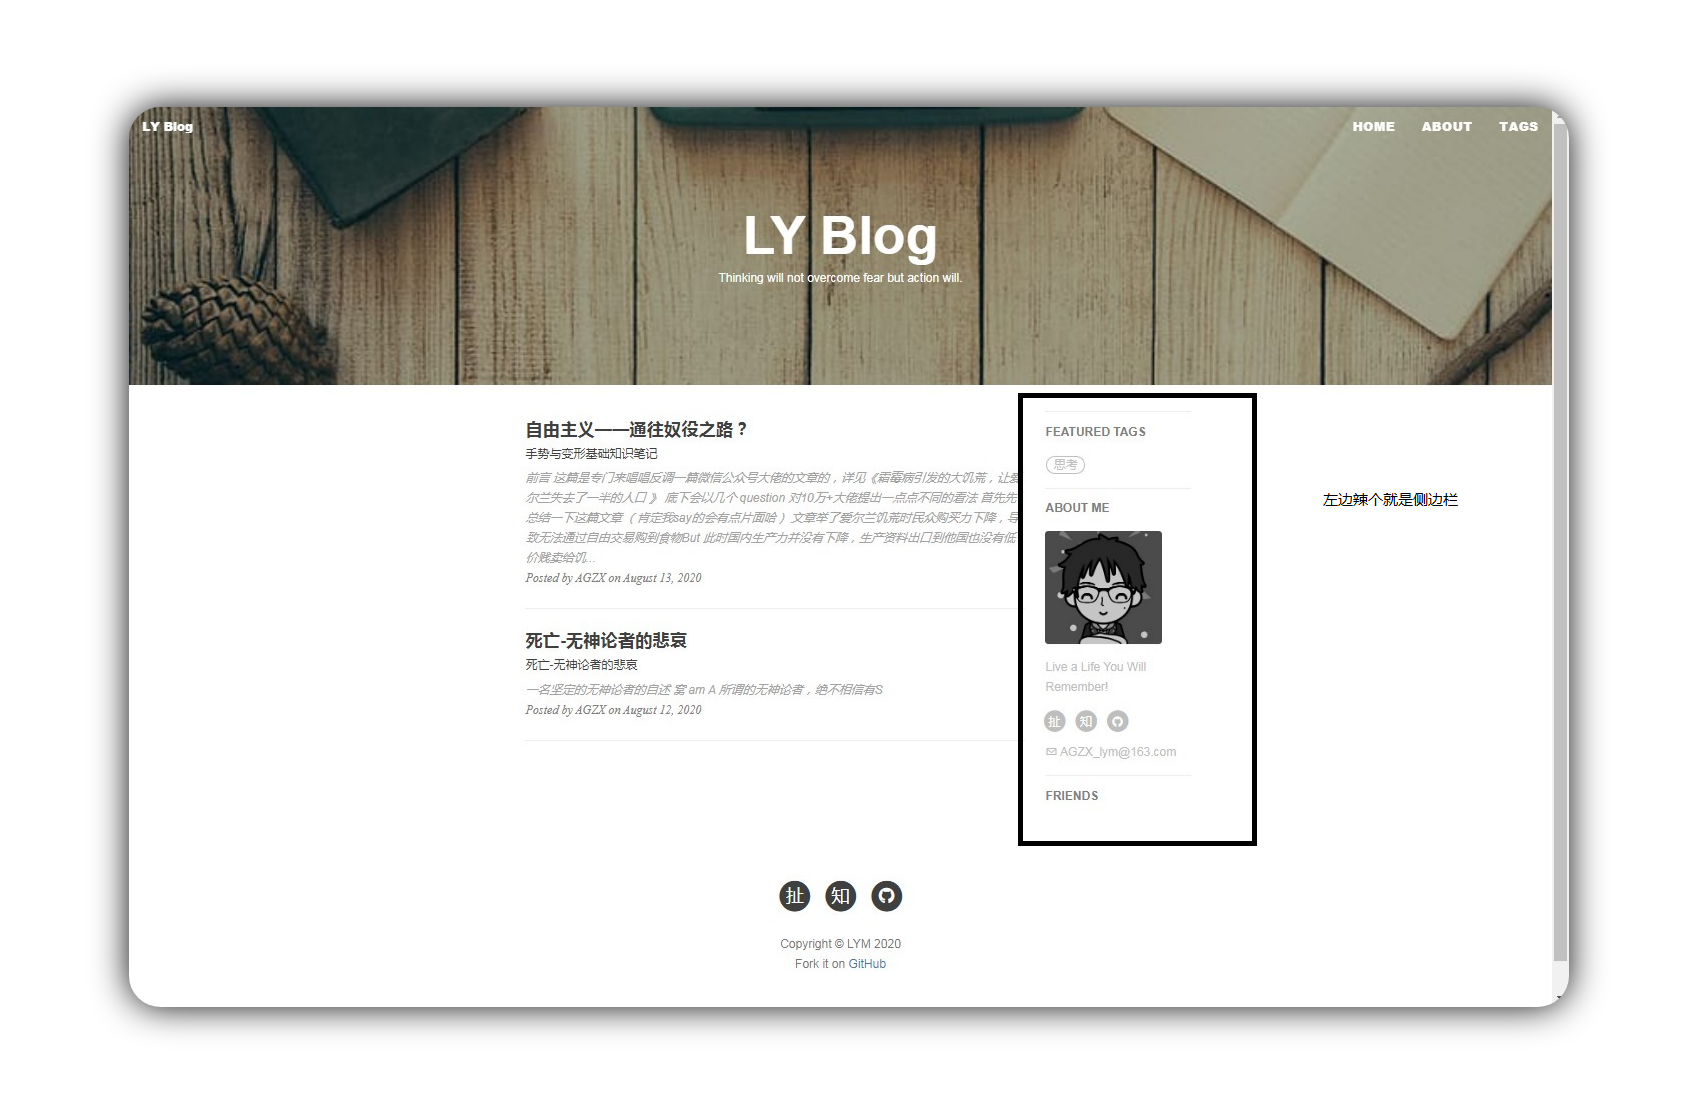 LY Blog
HOME ABOUT TAGS
LY Blog
Thinking will not overcome fear but action will.
自由主义——通往奴役之路？
手势与变形基础知识笔记
前言 这篇是专门来唱唱反调一篇微信公众号大佬的文章的，详见《霜霉病引发的大饥荒，让爱
尔兰失去了一半的人口 》 底下会以几个 question 对10万+大佬提出一点点不同的看法 首先先
总结一下这篇文章（ 肯定我say的会有点片面哈 ） 文章举了爱尔兰饥荒时民众购买力下降，导
致无法通过自由交易购到食物But 此时国内生产力并没有下降，生产资料出口到他国也没有低
价贱卖给饥...
Posted by AGZX on August 13, 2020
死亡-无神论者的悲哀
死亡-无神论者的悲哀
一名坚定的无神论者的自述 窝 am A 所谓的无神论者，绝不相信有S
Posted by AGZX on August 12, 2020
FEATURED TAGS
思考
ABOUT ME
Live a Life You Will
Remember!
扯 知
AGZX_lym@163.com
FRIENDS
左边辣个就是侧边栏
扯 知
Copyright © LYM 2020
Fork it on GitHub